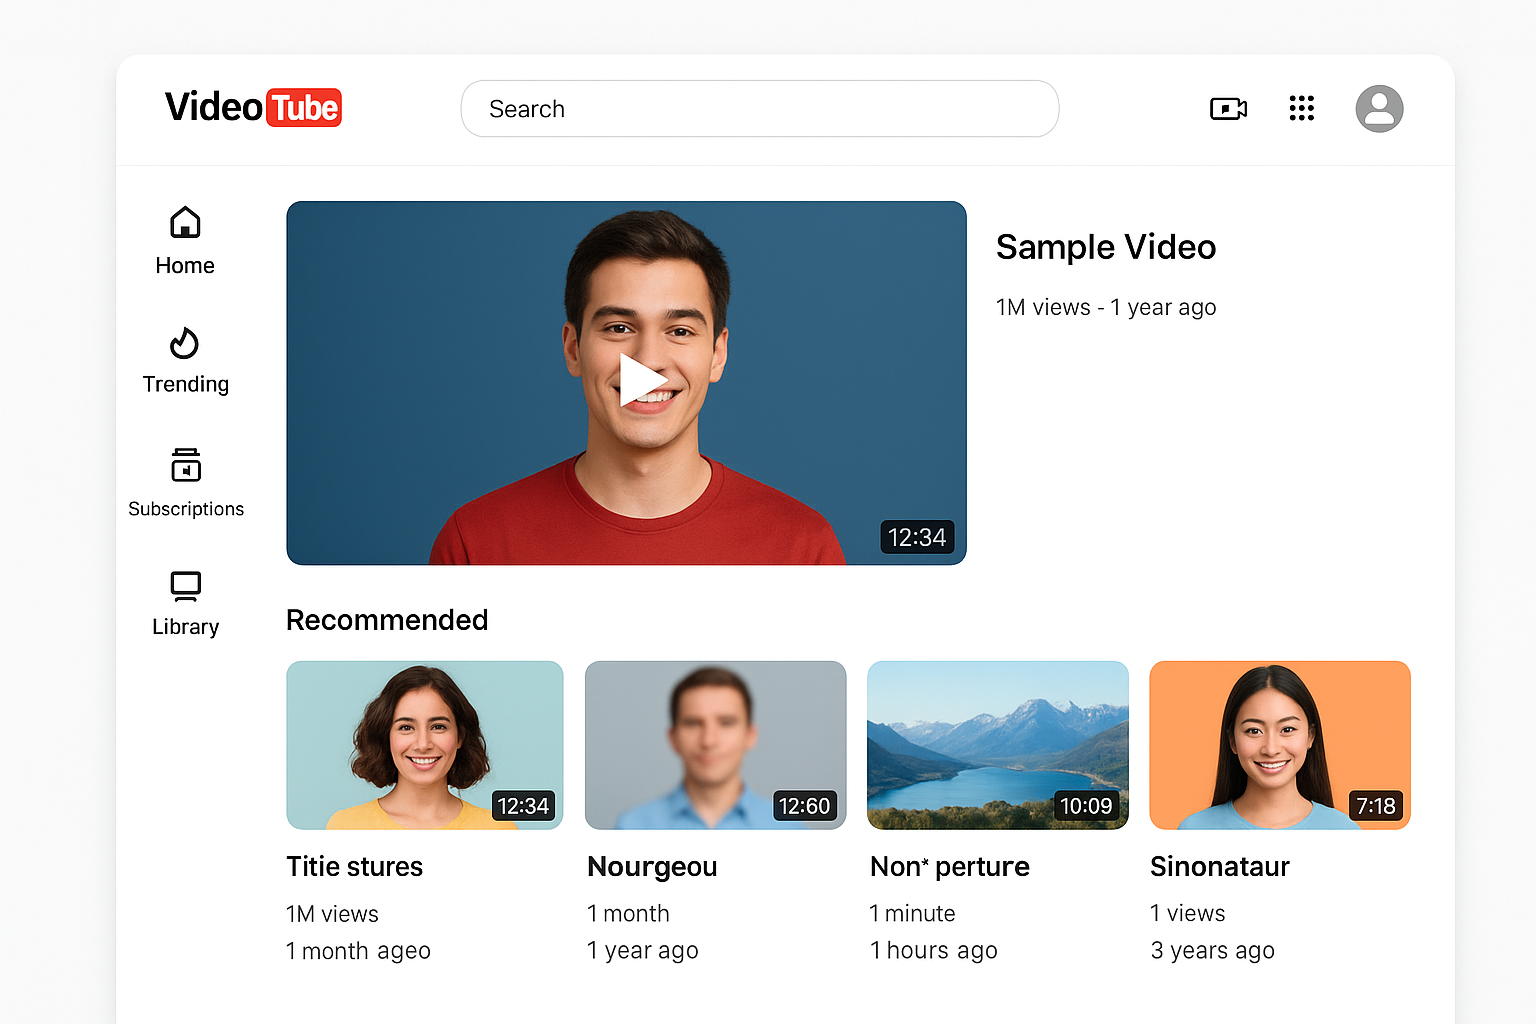 VideoTube
Search
Home
Trending
Subscriptions
Library
12:34
Sample Video
1M views - 1 year ago
Recommended
12:34
12:60
10:09
7:18
Titie stures
Nourgeou
Non* perture
Sinonataur
1M views
1 month
1 minute
1 views
1 month ageo
1 year ago
1 hours ago
3 years ago